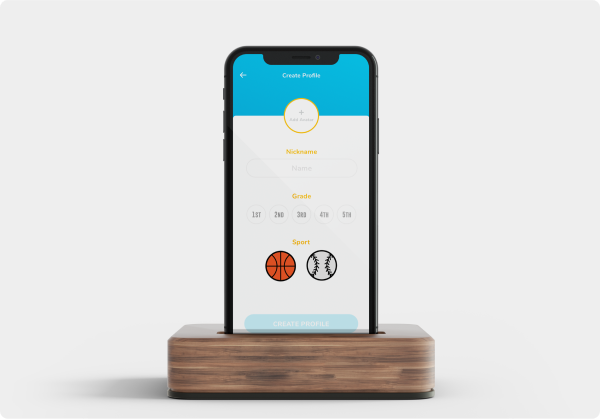 Create Profile
+
Add Avatar
Nickname
Name
Grade
1ST 2ND 3RD 4TH 5TH
Sport
CREATE PROFILE